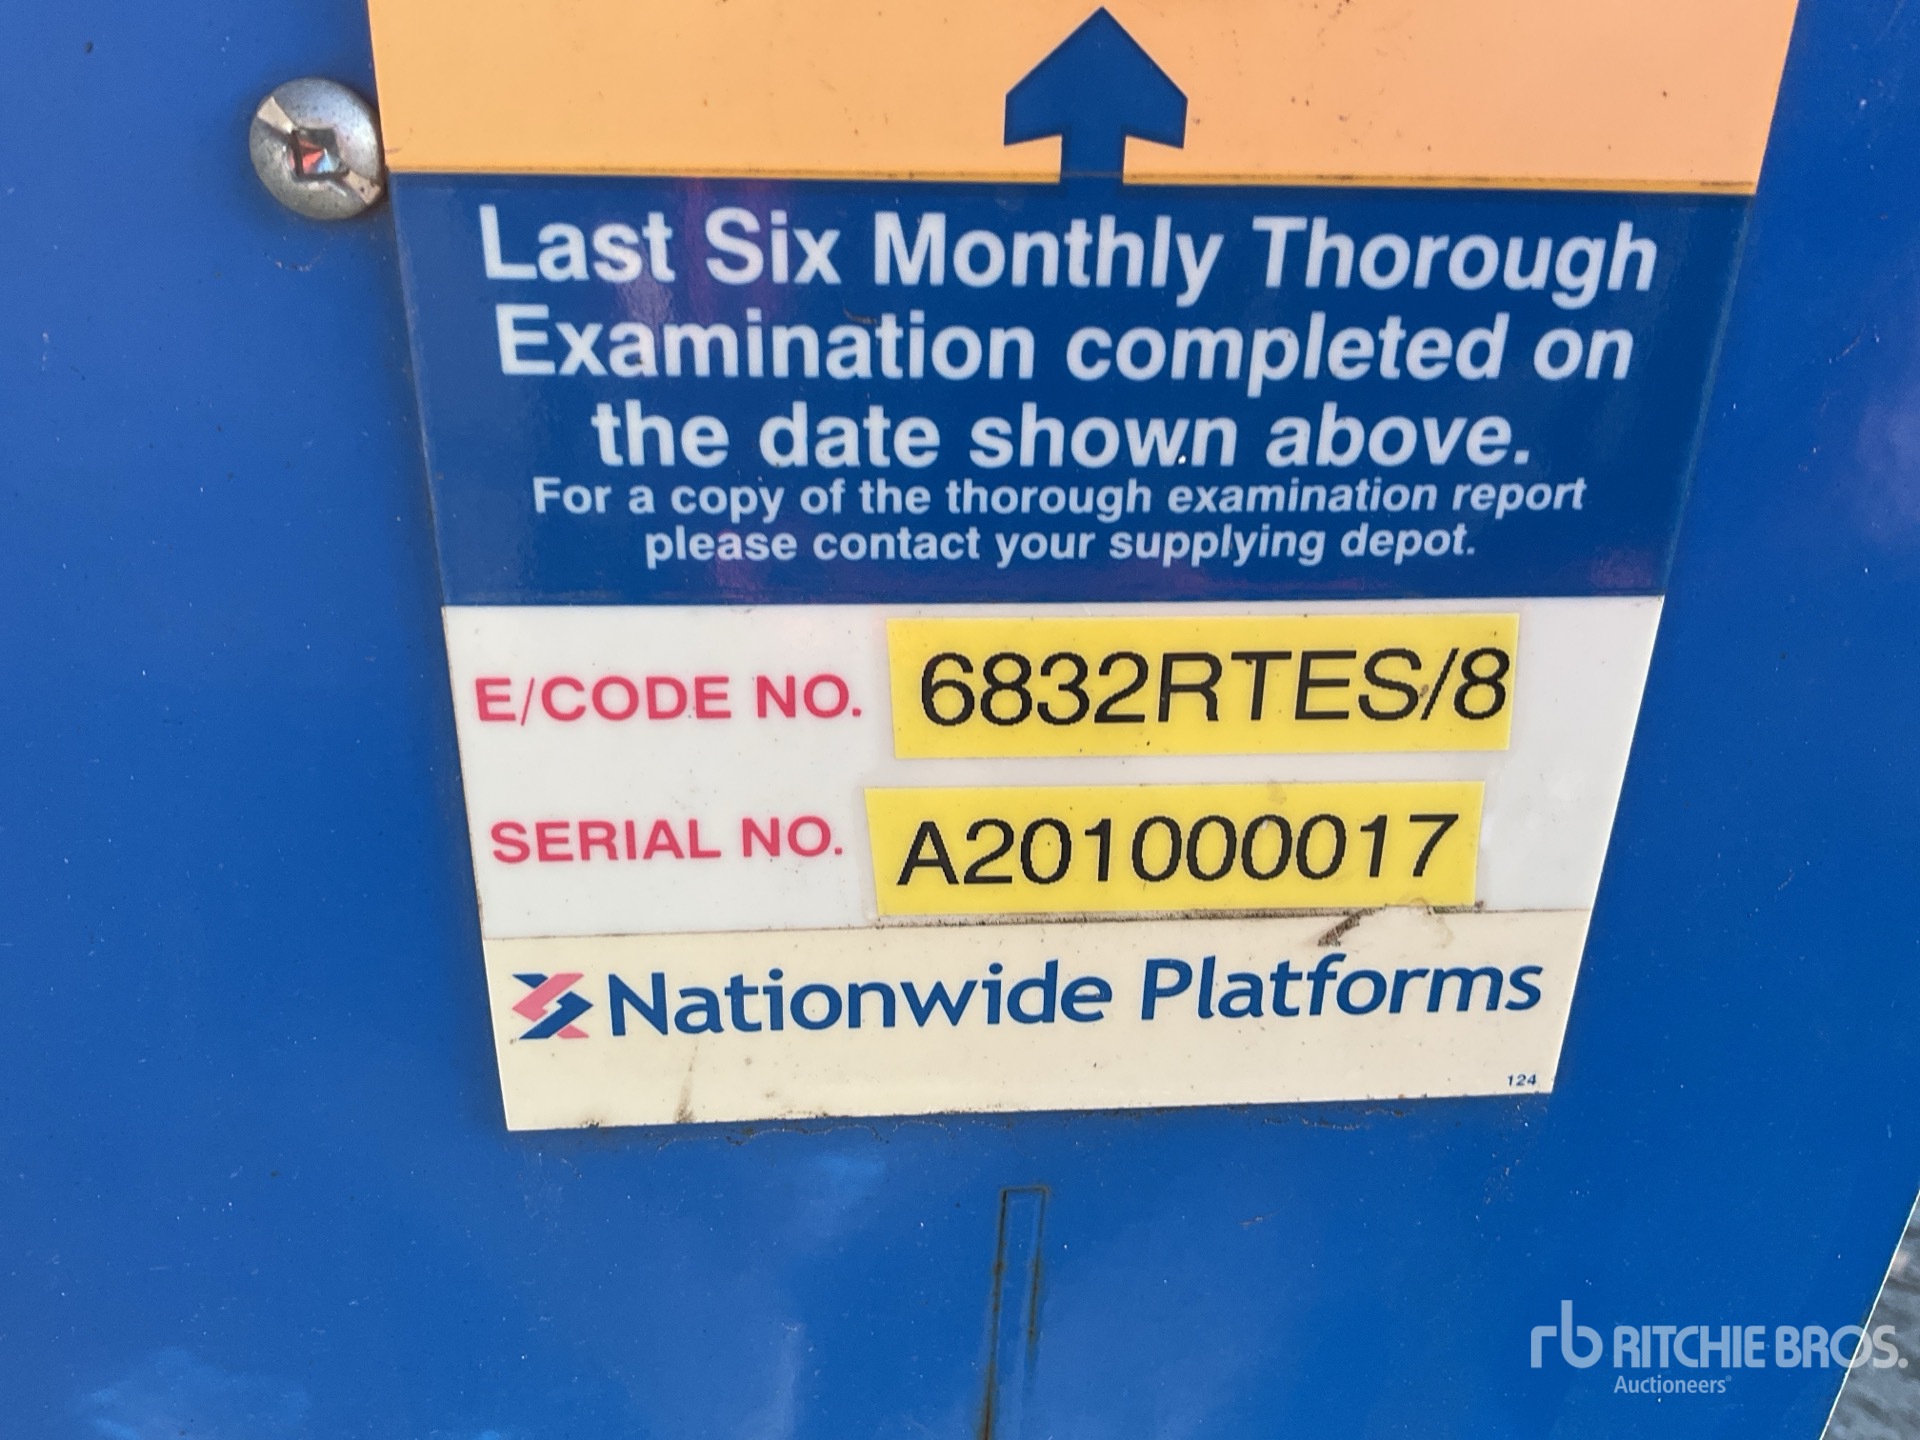 Last Six Monthly Thorough
Examination completed on
the date shown above.
For a copy of the thorough examination report
please contact your supplying depot.
E/CODE NO. 6832RTES/8
SERIAL NO. A201000017
Nationwide Platforms
124
rb RITCHIE BROS.
Auctioneers